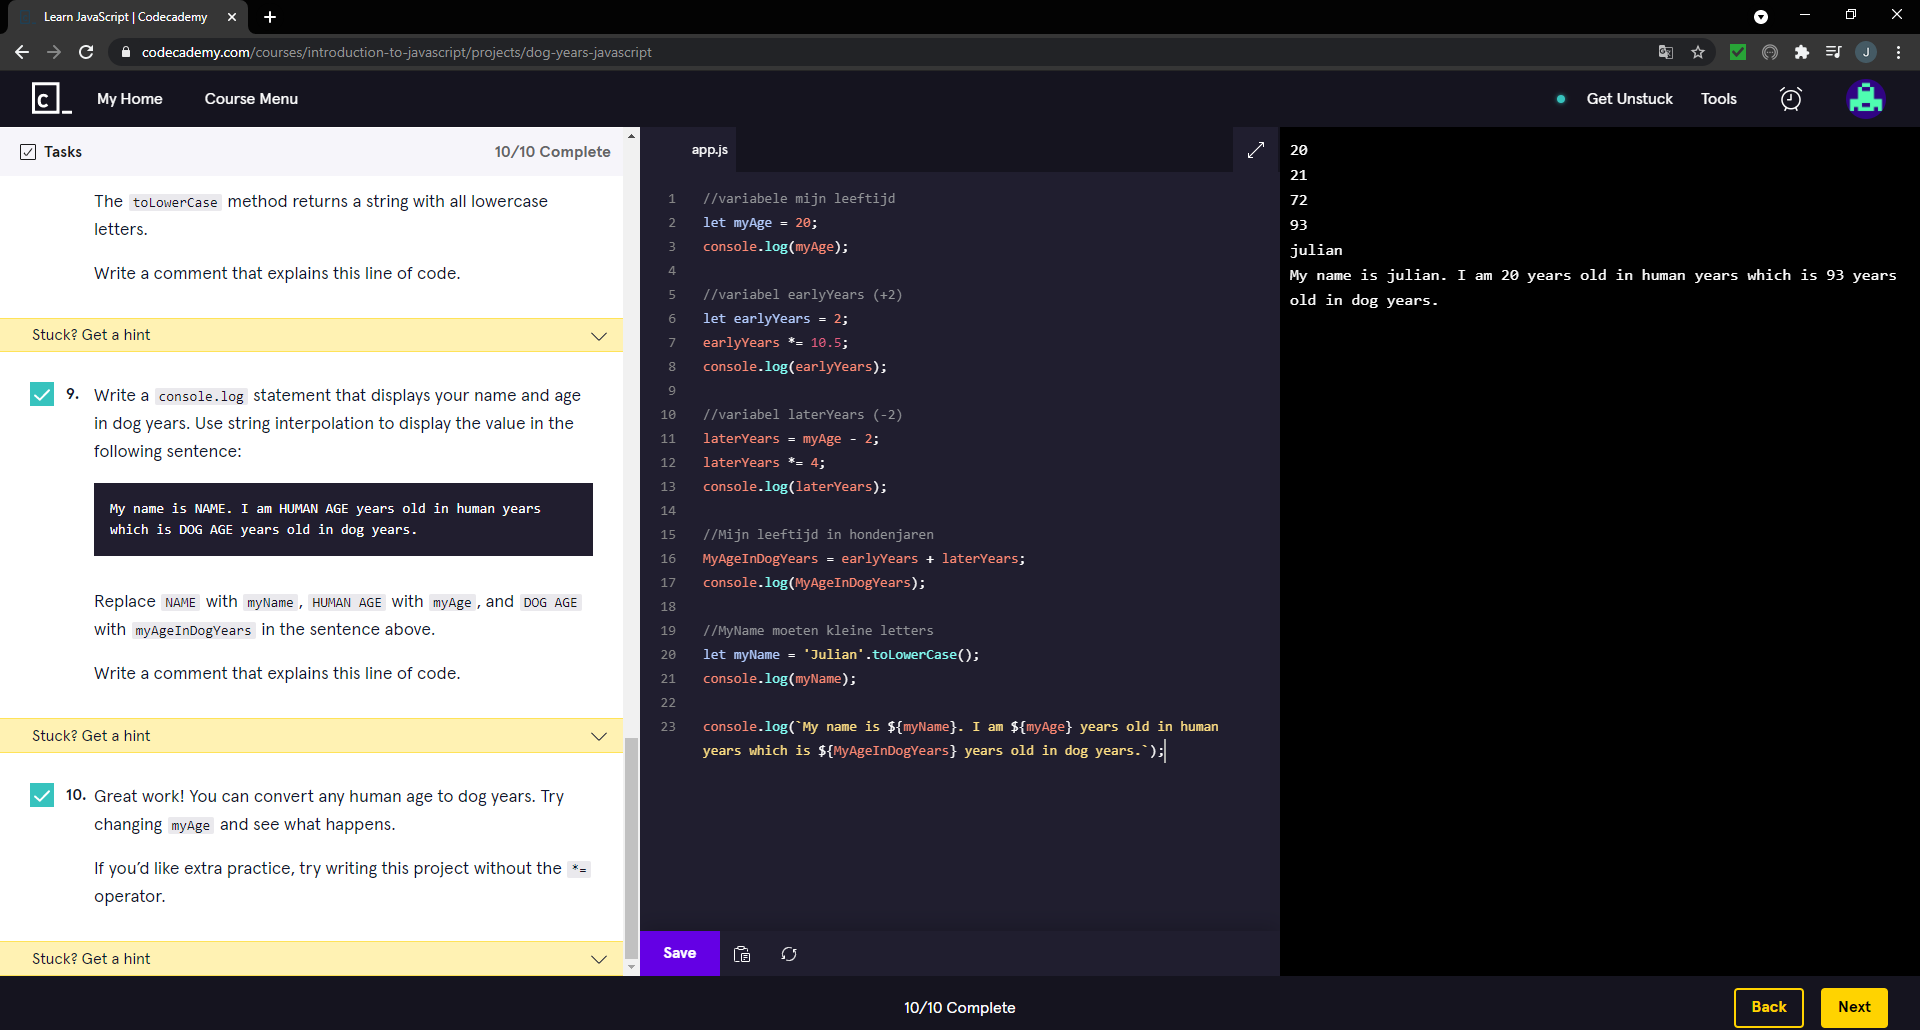 Learn JavaScript | Codecademy
codecademy.com/courses/introduction-to-javascript/projects/dog-years-javascript
J
c_
My Home
Course Menu
Get Unstuck
Tools
Tasks
10/10 Complete
The toLowerCase method returns a string with all lowercase
letters.
Write a comment that explains this line of code.
Stuck? Get a hint
9. Write a console.log statement that displays your name and age
in dog years. Use string interpolation to display the value in the
following sentence:
My name is NAME. I am HUMAN AGE years old in human years
which is DOG AGE years old in dog years.
Replace NAME with myName, HUMAN AGE with myAge, and DOG AGE
with myAgeInDogYears in the sentence above.
Write a comment that explains this line of code.
Stuck? Get a hint
10. Great work! You can convert any human age to dog years. Try
changing myAge and see what happens.
If you’d like extra practice, try writing this project without the *=
operator.
Stuck? Get a hint
app.js
1 //variabele mijn leeftijd
2 let myAge = 20;
3 console.log(myAge);
4
5 //variabel earlyYears (+2)
6 let earlyYears = 2;
7 earlyYears *= 10.5;
8 console.log(earlyYears);
9
10 //variabel laterYears (-2)
11 laterYears = myAge - 2;
12 laterYears *= 4;
13 console.log(laterYears);
14
15 //Mijn leeftijd in hondenjaren
16 MyAgeInDogYears = earlyYears + laterYears;
17 console.log(MyAgeInDogYears);
18
19 //MyName moeten kleine letters
20 let myName = 'Julian'.toLowerCase();
21 console.log(myName);
22
23 console.log(`My name is ${myName}. I am ${myAge} years old in human
years which is ${MyAgeInDogYears} years old in dog years.`);
Save
20
21
72
93
julian
My name is julian. I am 20 years old in human years which is 93 years
old in dog years.
10/10 Complete
Back
Next